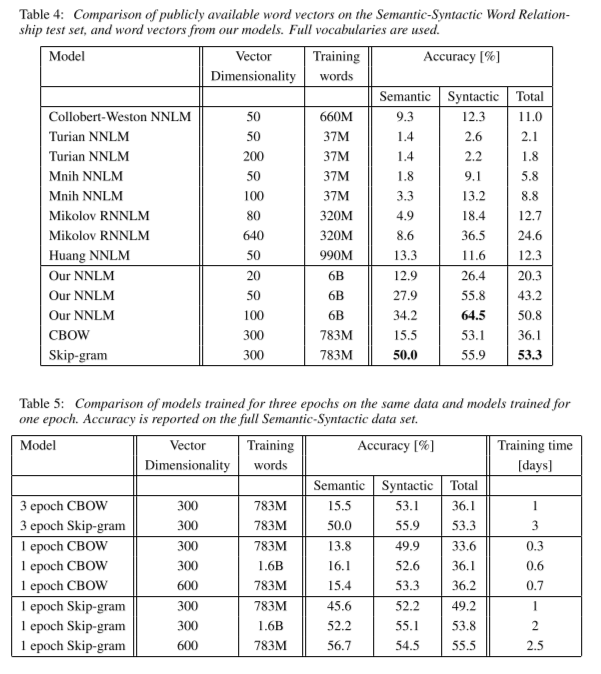 Table 4: Comparison of publicly available word vectors on the Semantic-Syntactic Word Relation-
ship test set, and word vectors from our models. Full vocabularies are used.
Model Vector Training Accuracy [%]
Dimensionality words
Semantic Syntactic Total
Collobert-Weston NNLM 50 660M 9.3 12.3 11.0
Turian NNLM 50 37M 1.4 2.6 2.1
Turian NNLM 200 37M 1.4 2.2 1.8
Mnih NNLM 50 37M 1.8 9.1 5.8
Mnih NNLM 100 37M 3.3 13.2 8.8
Mikolov RNNLM 80 320M 4.9 18.4 12.7
Mikolov RNNLM 640 320M 8.6 36.5 24.6
Huang NNLM 50 990M 13.3 11.6 12.3
Our NNLM 20 6B 12.9 26.4 20.3
Our NNLM 50 6B 27.9 55.8 43.2
Our NNLM 100 6B 34.2 64.5 50.8
CBOW 300 783M 15.5 53.1 36.1
Skip-gram 300 783M 50.0 55.9 53.3
Table 5: Comparison of models trained for three epochs on the same data and models trained for
one epoch. Accuracy is reported on the full Semantic-Syntactic data set.
Model Vector Training Accuracy [%] Training time
Dimensionality words [days]
Semantic Syntactic Total
3 epoch CBOW 300 783M 15.5 53.1 36.1 1
3 epoch Skip-gram 300 783M 50.0 55.9 53.3 3
1 epoch CBOW 300 783M 13.8 49.9 33.6 0.3
1 epoch CBOW 300 1.6B 16.1 52.6 36.1 0.6
1 epoch CBOW 600 783M 15.4 53.3 36.2 0.7
1 epoch Skip-gram 300 783M 45.6 52.2 49.2 1
1 epoch Skip-gram 300 1.6B 52.2 55.1 53.8 2
1 epoch Skip-gram 600 783M 56.7 54.5 55.5 2.5